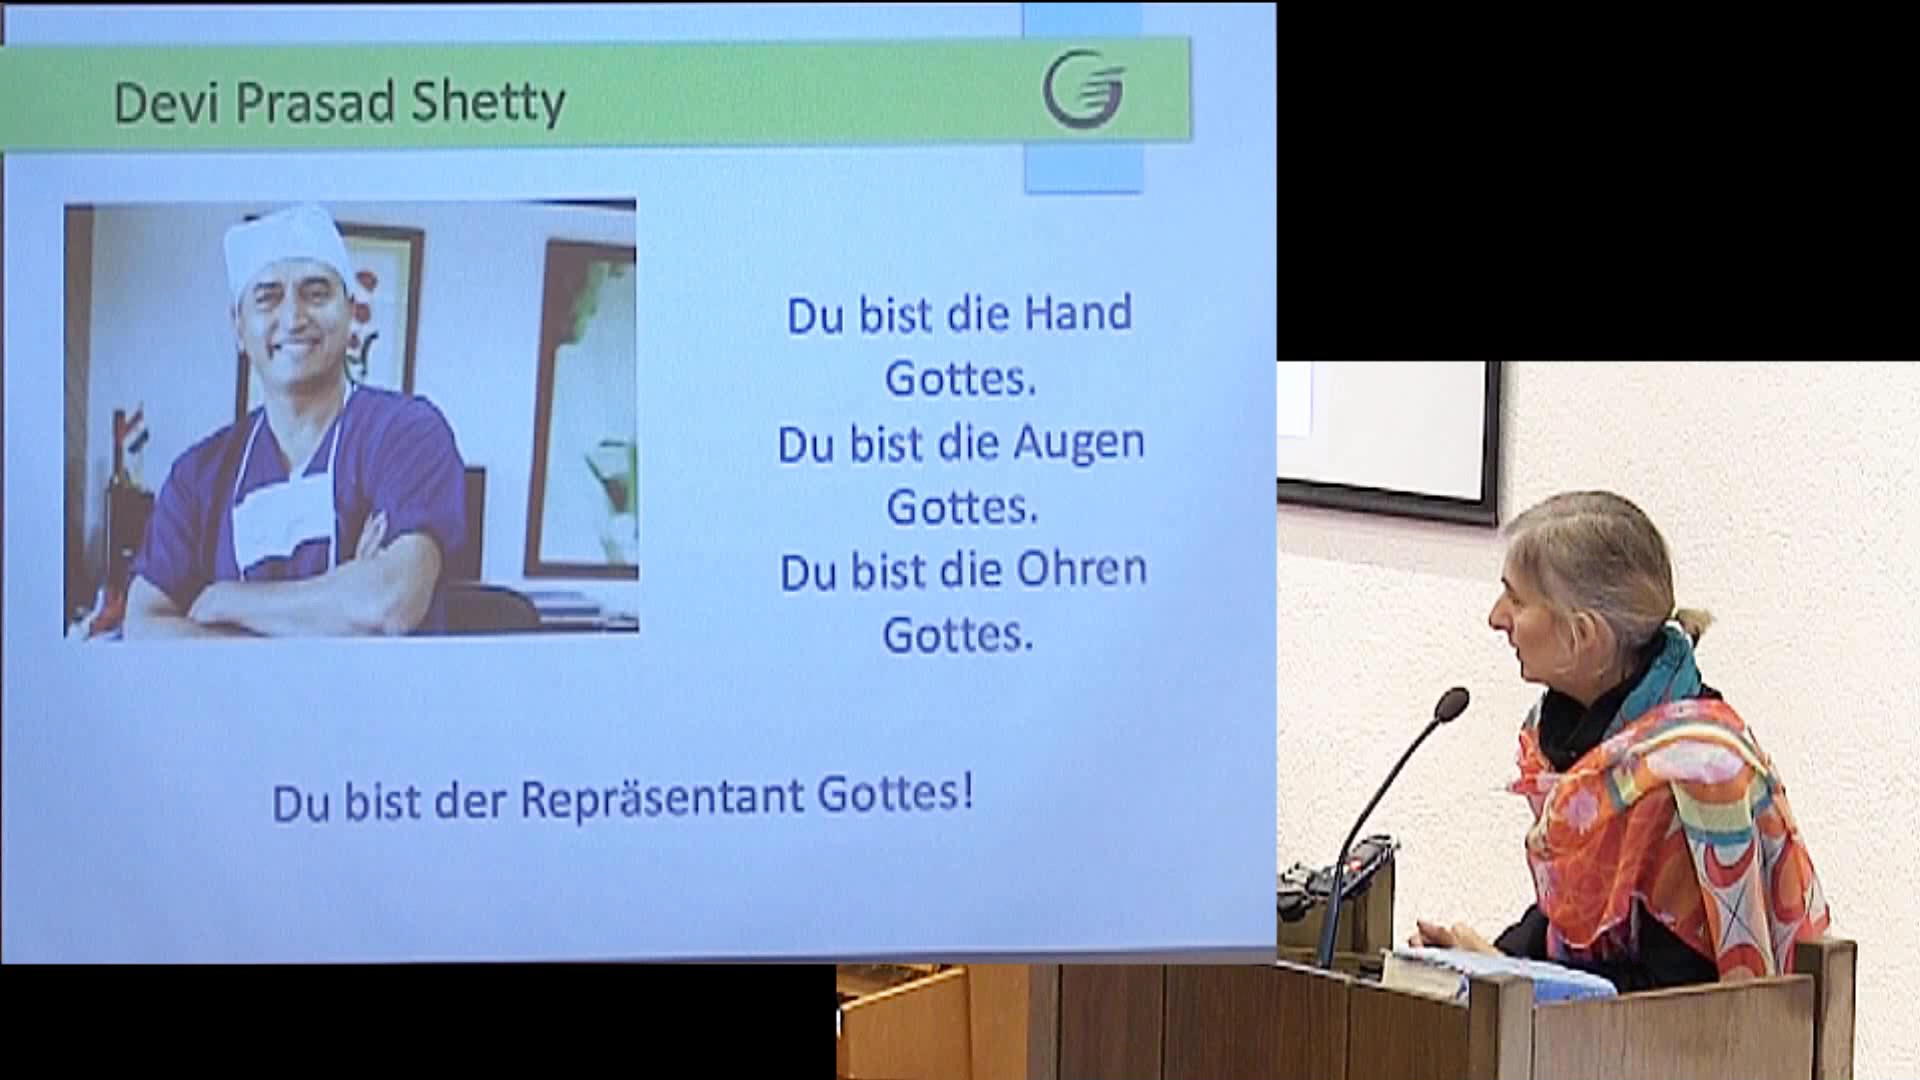 Devi Prasad Shetty
Du bist die Hand
Gottes.
Du bist die Augen
Gottes.
Du bist die Ohren
Gottes.
Du bist der Repräsentant Gottes!